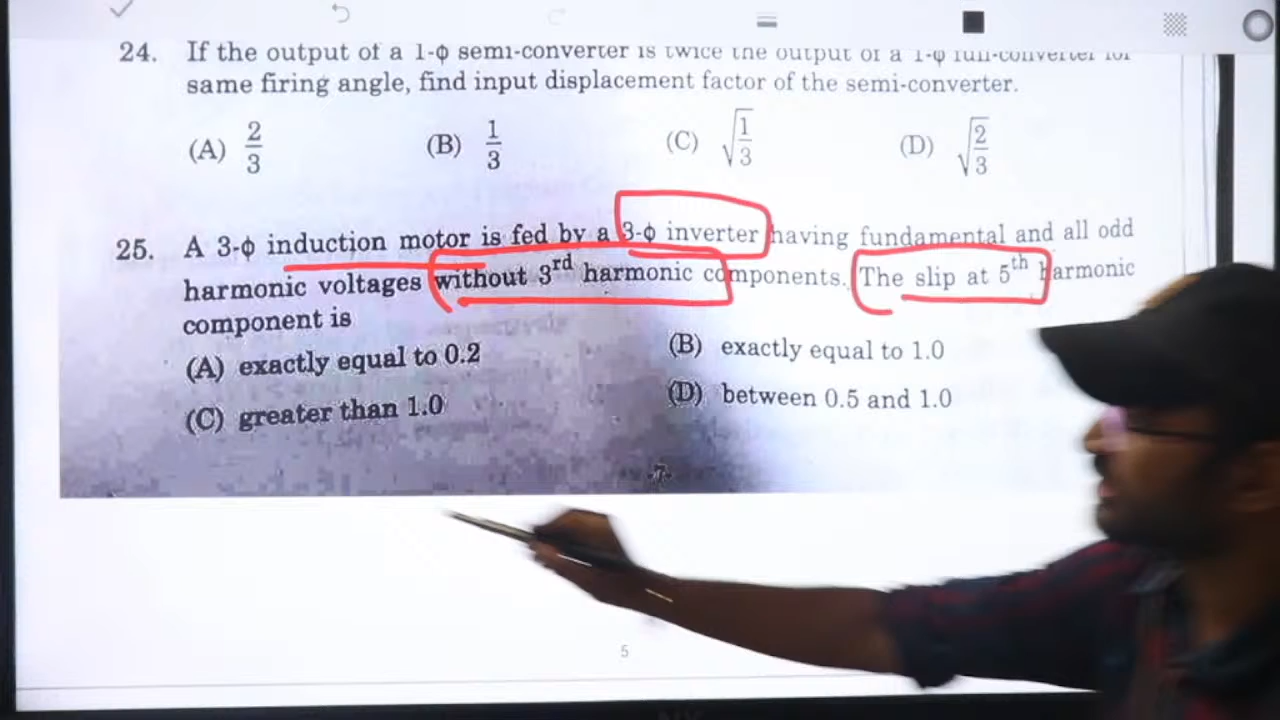 24. If the output of a 1-ϕ semi-converter is twice the output of a 1-ϕ full-converter for
same firing angle, find input displacement factor of the semi-converter.
(A) 2/3 (B) 1/3 (C) √(1/3) (D) √(2/3)
25. A 3-ϕ induction motor is fed by a 3-ϕ inverter having fundamental and all odd
harmonic voltages without 3rd harmonic components. The slip at 5th harmonic
component is
(A) exactly equal to 0.2 (B) exactly equal to 1.0
(C) greater than 1.0 (D) between 0.5 and 1.0
-7-
5